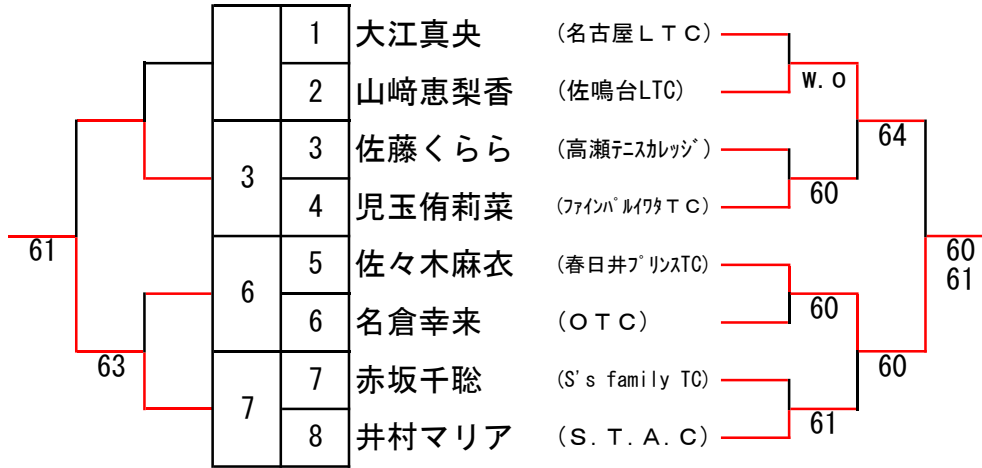 1 大江真央 (名古屋LTC)
2 山﨑恵梨香 (佐鳴台LTC)
w.o
3 佐藤くらら (高瀬ﾃﾆｽｶﾚｯｼﾞ)
64
3
4 児玉侑莉菜 (ﾌｧｲﾝﾊﾟﾙｲﾜﾀTC)
60
61
5 佐々木麻衣 (春日井ﾌﾟﾘﾝｽTC)
60
61
6
6 名倉幸来 (OTC)
60
63
7 赤坂千聡 (S's family TC)
60
7
8 井村マリア (S.T.A.C)
61